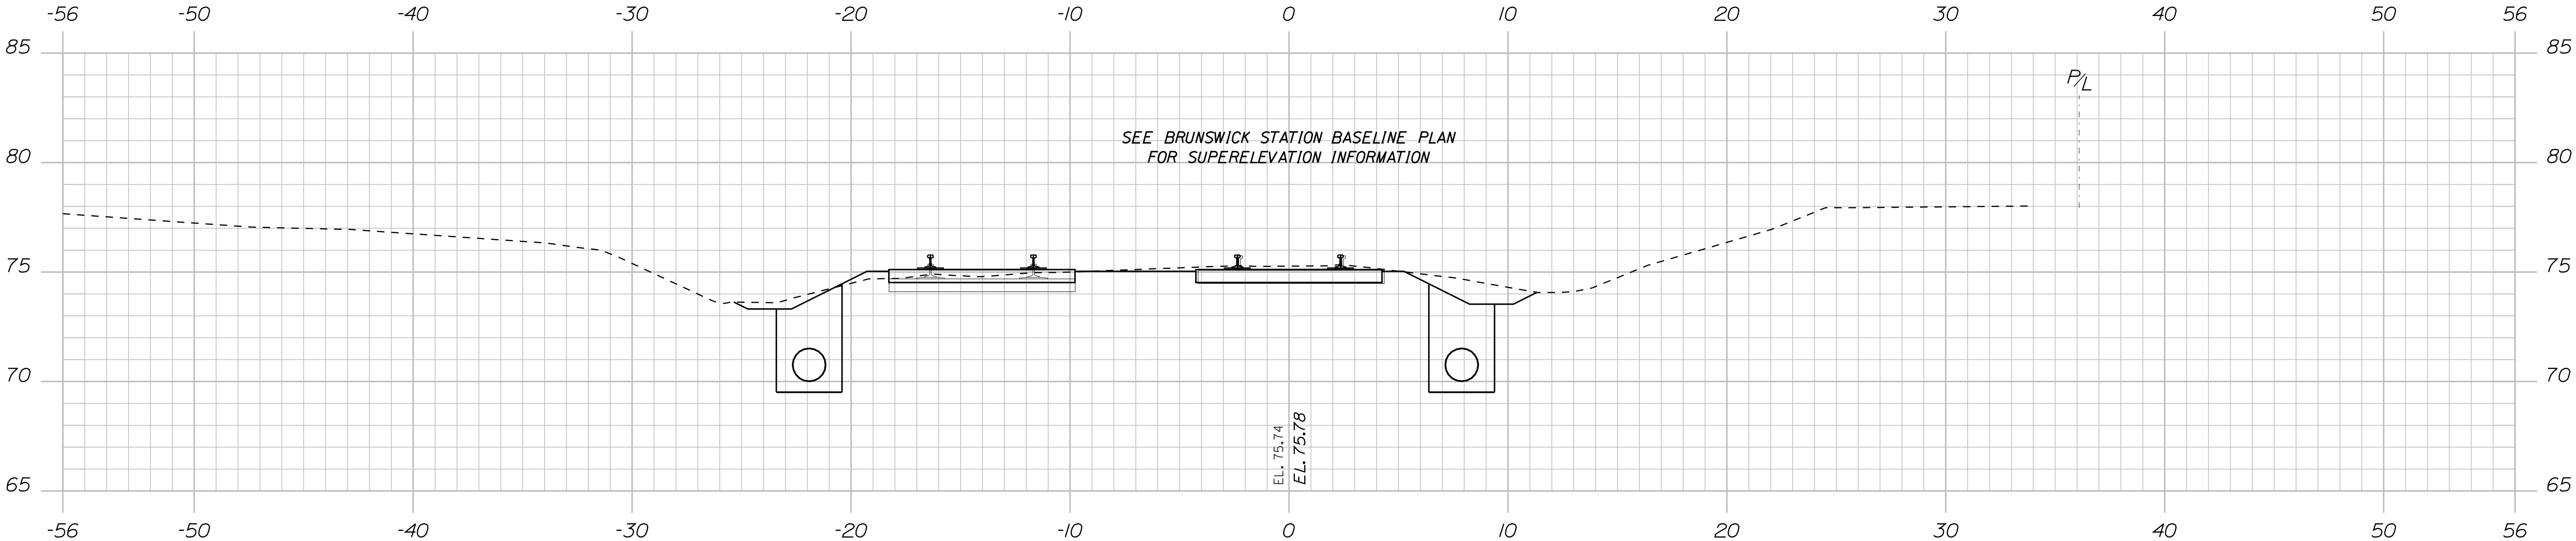 -56 -50 -40 -30 -20 -10 0 10 20 30 40 50 56
85 85
P/L
SEE BRUNSWICK STATION BASELINE PLAN
80 FOR SUPERELEVATION INFORMATION 80
75 75
70 70
EL. 75.74
EL. 75.78
65 65
-56 -50 -40 -30 -20 -10 0 10 20 30 40 50 56